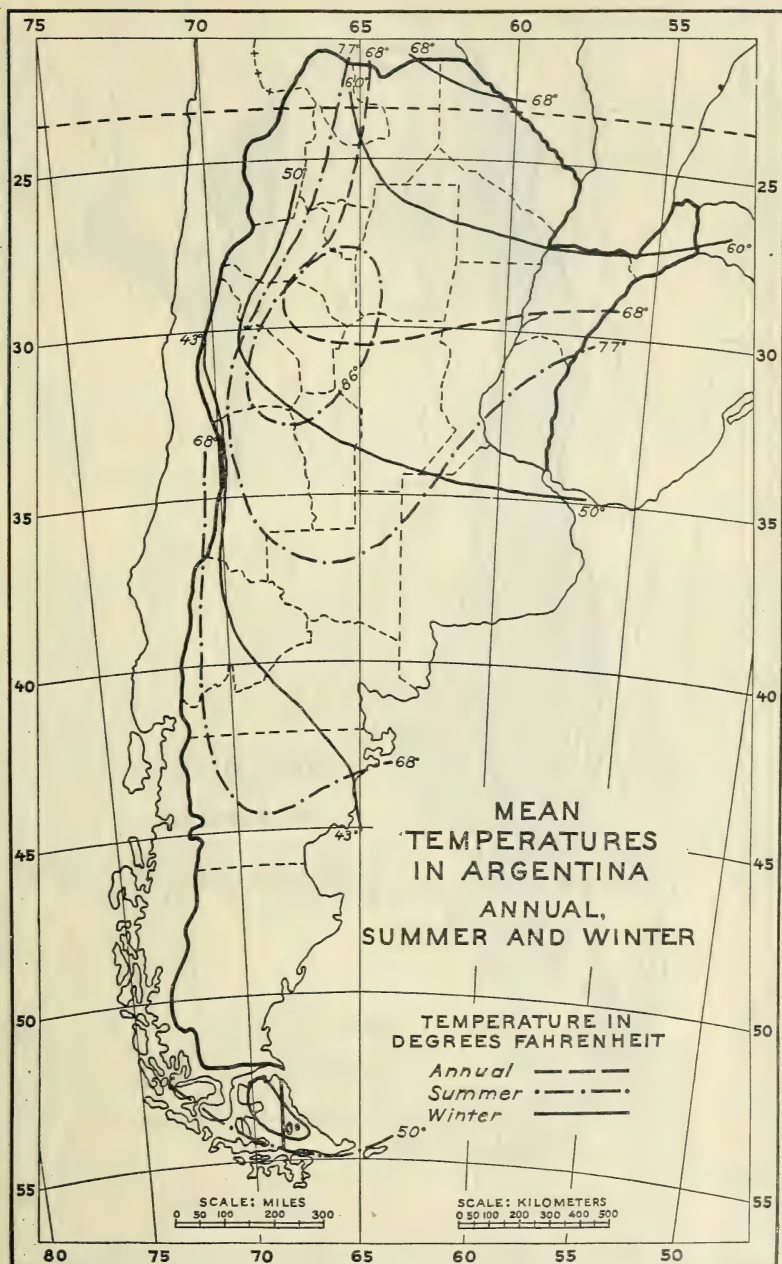 75 70 65 60 55
77° 68° 68°
60°
68°
50°
25 25
60°
43° 68°
30 77° 30
86°
68°
35 50° 35
40 40
68°
43°
MEAN
TEMPERATURES
IN ARGENTINA
45 45
ANNUAL,
SUMMER AND WINTER
50 50
TEMPERATURE IN
DEGREES FAHRENHEIT
Annual
Summer
Winter
50°
55 55
SCALE: MILES
0 50 100 200 300
SCALE: KILOMETERS
0 50 100 200 300 400 500
80 75 70 65 60 55 50